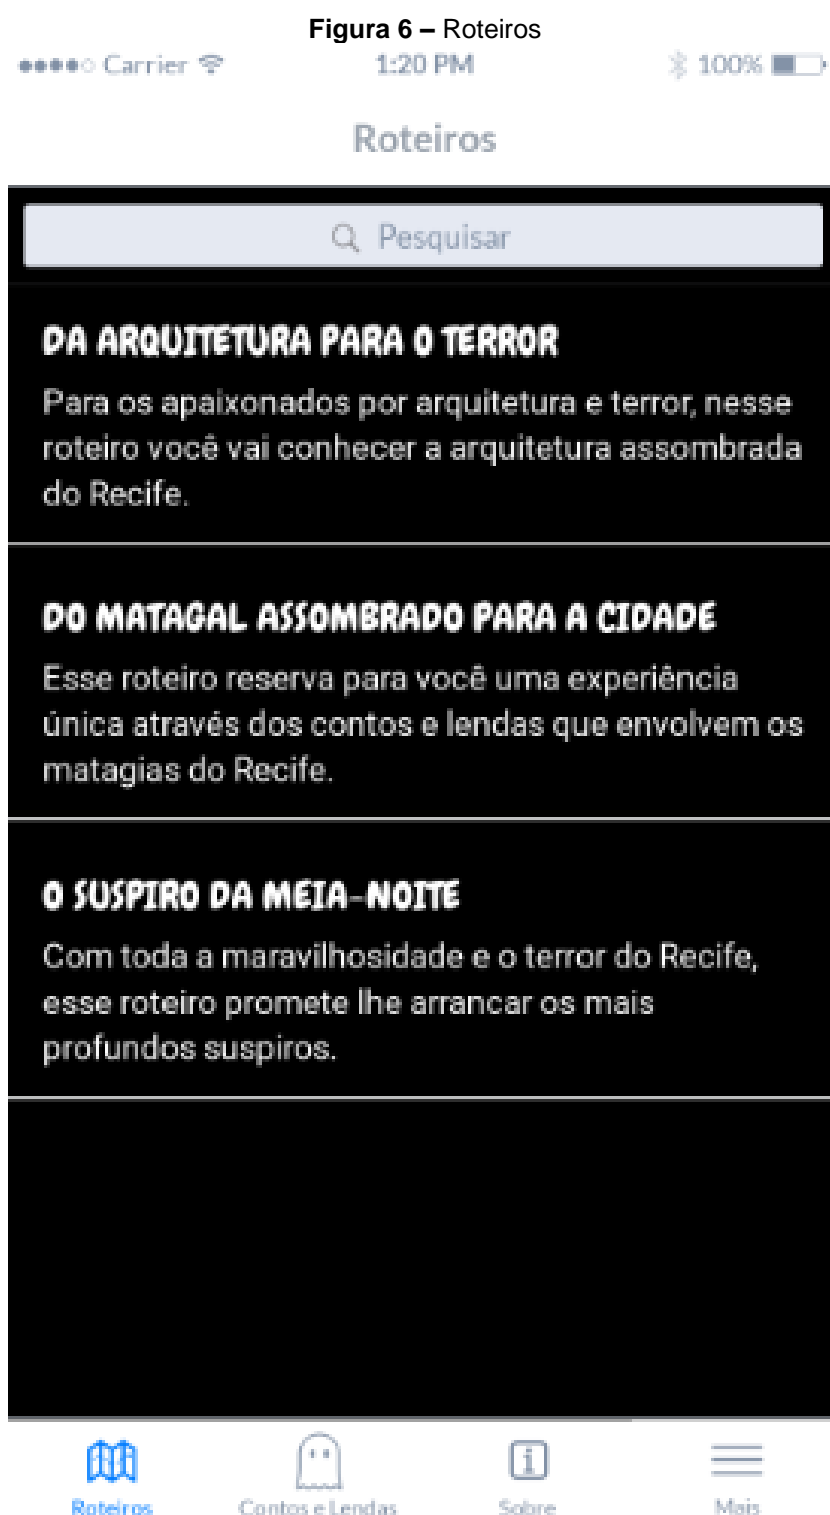 Figura 6 – Roteiros
Carrier 1:20 PM 100%
Roteiros
Pesquisar
DA ARQUITETURA PARA O TERROR
Para os apaixonados por arquitetura e terror, nesse
roteiro você vai conhecer a arquitetura assombrada
do Recife.
DO MATAGAL ASSOMBRADO PARA A CIDADE
Esse roteiro reserva para você uma experiência
única através dos contos e lendas que envolvem os
matagias do Recife.
O SUSPIRO DA MEIA-NOITE
Com toda a maravilhosidade e o terror do Recife,
esse roteiro promete lhe arrancar os mais
profundos suspiros.
Roteiros Contos e Lendas Sobre Mais